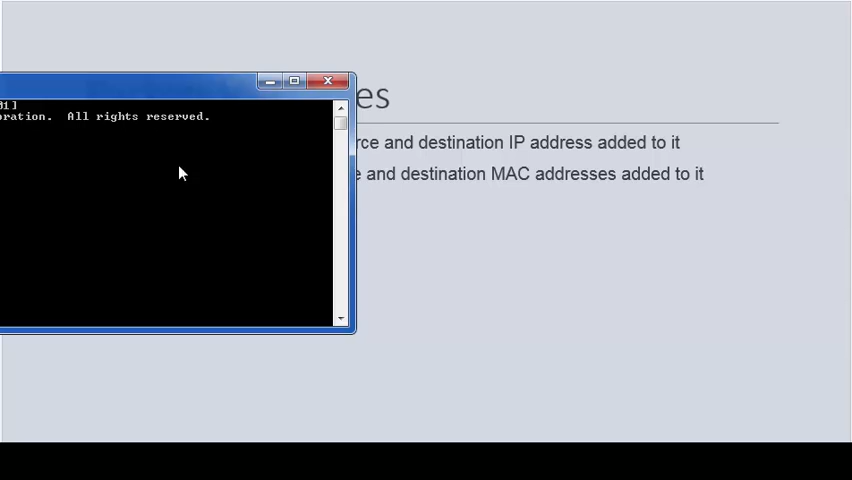 es
01]
oration.  All rights reserved.
rce and destination IP address added to it
e and destination MAC addresses added to it